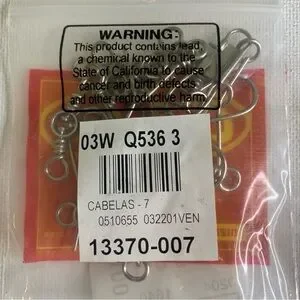 WARNING:
This product contains lead
a chemical known to the
State of California to cause
cancer and birth defects
and other reproductive harm
03W Q536 3
CABELAS - 7
0510655 032201VEN
13370-007